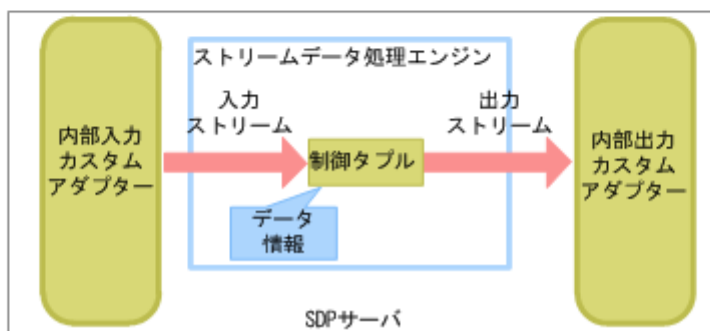 ストリームデータ処理エンジン
内部入力
カスタム
アダプター
入力
ストリーム
制御タプル
データ
情報
出力
ストリーム
内部出力
カスタム
アダプター
SDPサーバ